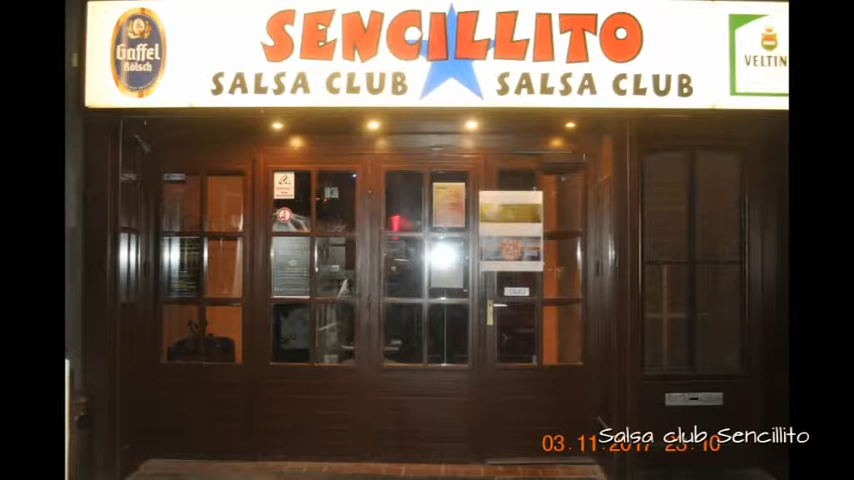 SENCILLITO
SALSA CLUB SALSA CLUB
Gaffel
Kölsch
VELTIN
Salsa club Sencillito
03.11.2017 23:10